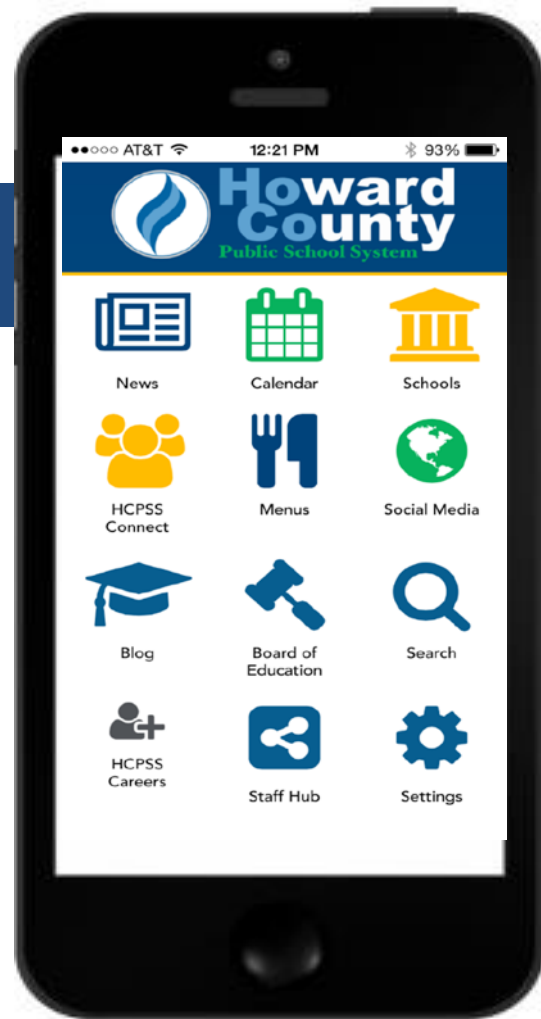 AT&T 12:21 PM 93%
Howard
County
Public School System
News Calendar Schools
HCPSS
Connect
Menus Social Media
Blog Board of
Education
Search
HCPSS
Careers
Staff Hub Settings